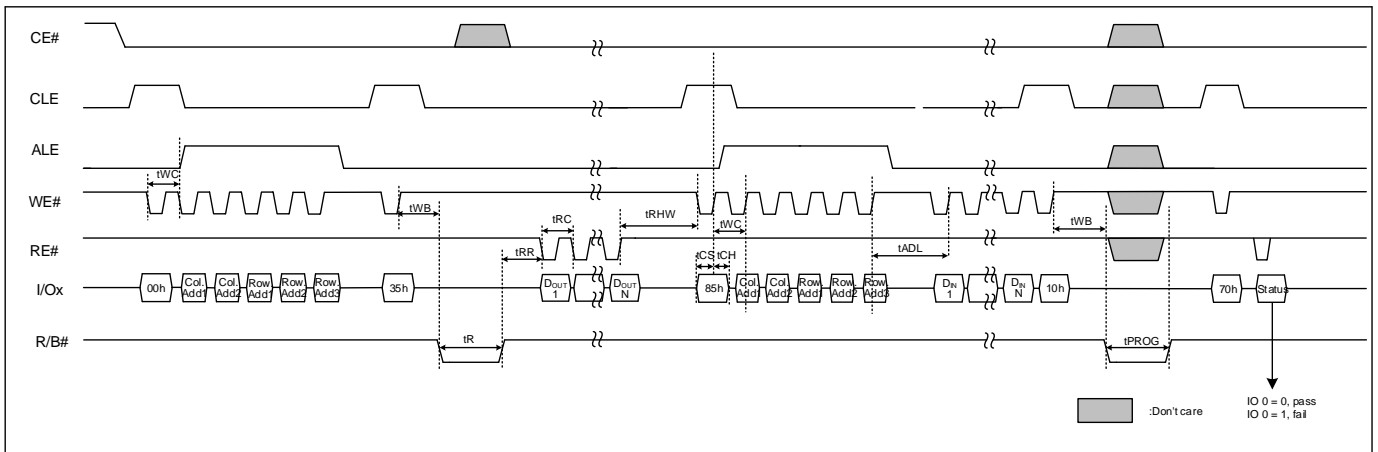 CE#
CLE
ALE
tWC
WE#
tWB
tRC
tRHW
tWC
tWB
RE#
tRR
tCS
tCH
tADL
I/Ox
00h
Col.
Add1
Col.
Add2
Row.
Add1
Row.
Add2
Row.
Add3
35h
DOUT
1
DOUT
N
85h
Col.
Add1
Col.
Add2
Row.
Add1
Row.
Add2
Row.
Add3
DIN
1
DIN
N
10h
70h
Status
R/B#
tR
tPROG
:Don't care
IO 0 = 0, pass
IO 0 = 1, fail